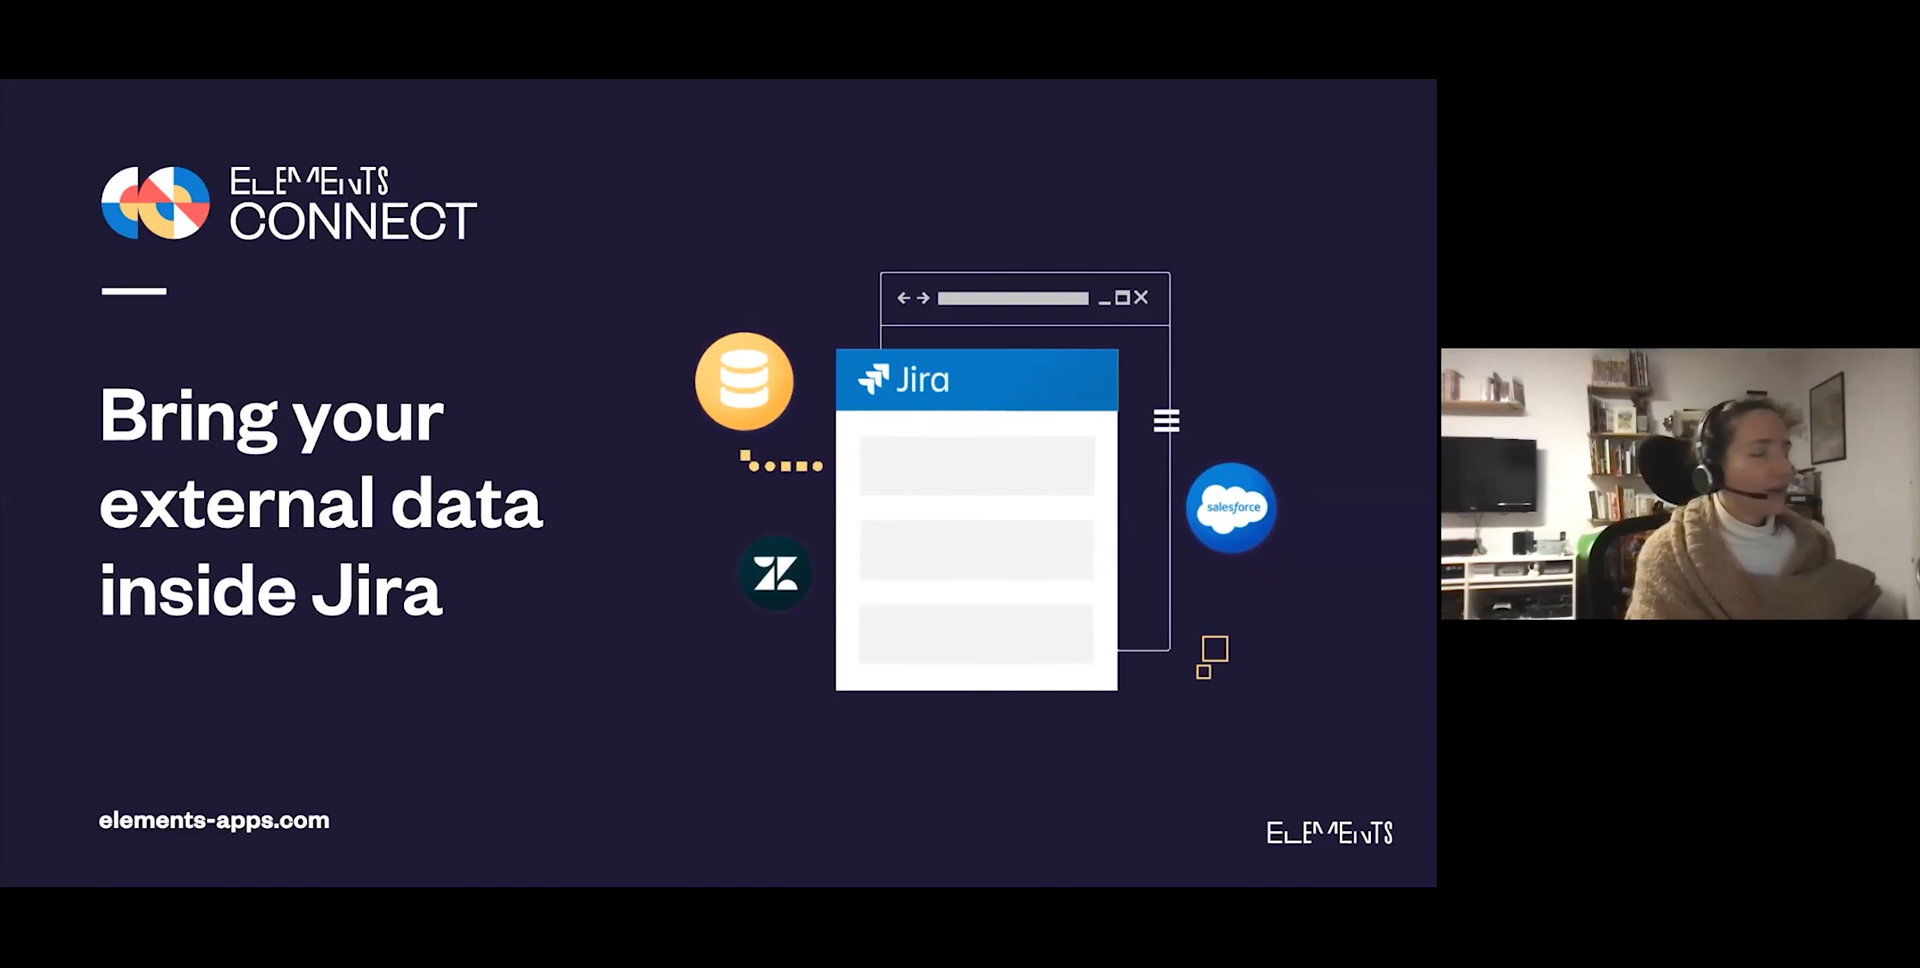 ELEMENTS
CONNECT
Bring your
external data
inside Jira
Jira
salesforce
elements-apps.com
ELEMENTS